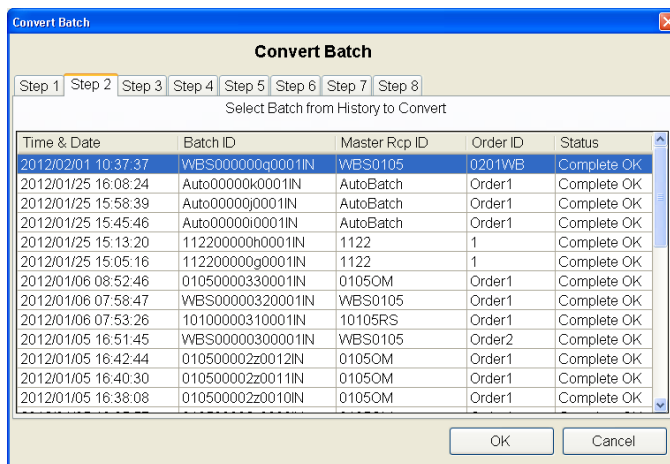 Convert Batch
Convert Batch
Step 1 Step 2 Step 3 Step 4 Step 5 Step 6 Step 7 Step 8
Select Batch from History to Convert
Time & Date Batch ID Master Rcp ID Order ID Status
2012/02/01 10:37:37 WBS000000q0001IN WBS0105 0201WB Complete OK
2012/01/25 16:08:24 Auto00000k0001IN AutoBatch Order1 Complete OK
2012/01/25 15:58:39 Auto00000j0001IN AutoBatch Order1 Complete OK
2012/01/25 15:45:46 Auto00000i0001IN AutoBatch Order1 Complete OK
2012/01/25 15:13:20 112200000h0001IN 1122 1 Complete OK
2012/01/25 15:05:16 112200000g0001IN 1122 1 Complete OK
2012/01/06 08:52:46 01050000330001IN 0105OM Order1 Complete OK
2012/01/06 07:58:47 WBS00000320001IN WBS0105 Order1 Complete OK
2012/01/06 07:53:26 10100000310001IN 10105RS Order1 Complete OK
2012/01/05 16:51:45 WBS00000300001IN WBS0105 Order2 Complete OK
2012/01/05 16:42:44 010500002z0012IN 0105OM Order1 Complete OK
2012/01/05 16:40:30 010500002z0011IN 0105OM Order1 Complete OK
2012/01/05 16:38:08 010500002z0010IN 0105OM Order1 Complete OK
OK Cancel